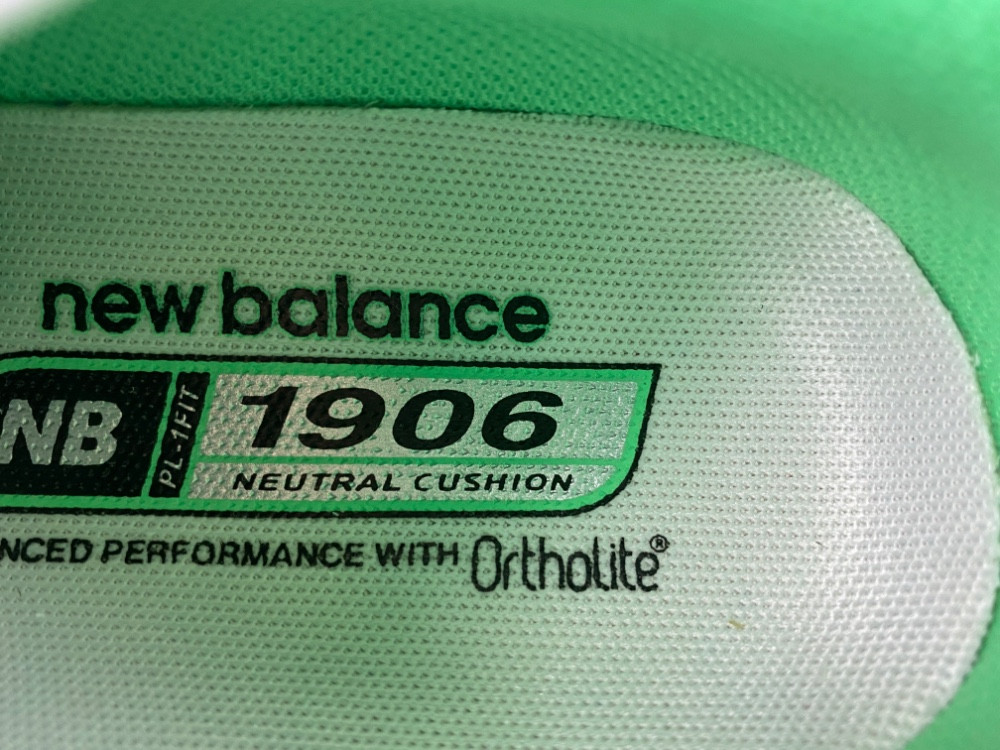 new balance
NB PL-1FIT 1906
NEUTRAL CUSHION
NCED PERFORMANCE WITH OrthoLite®